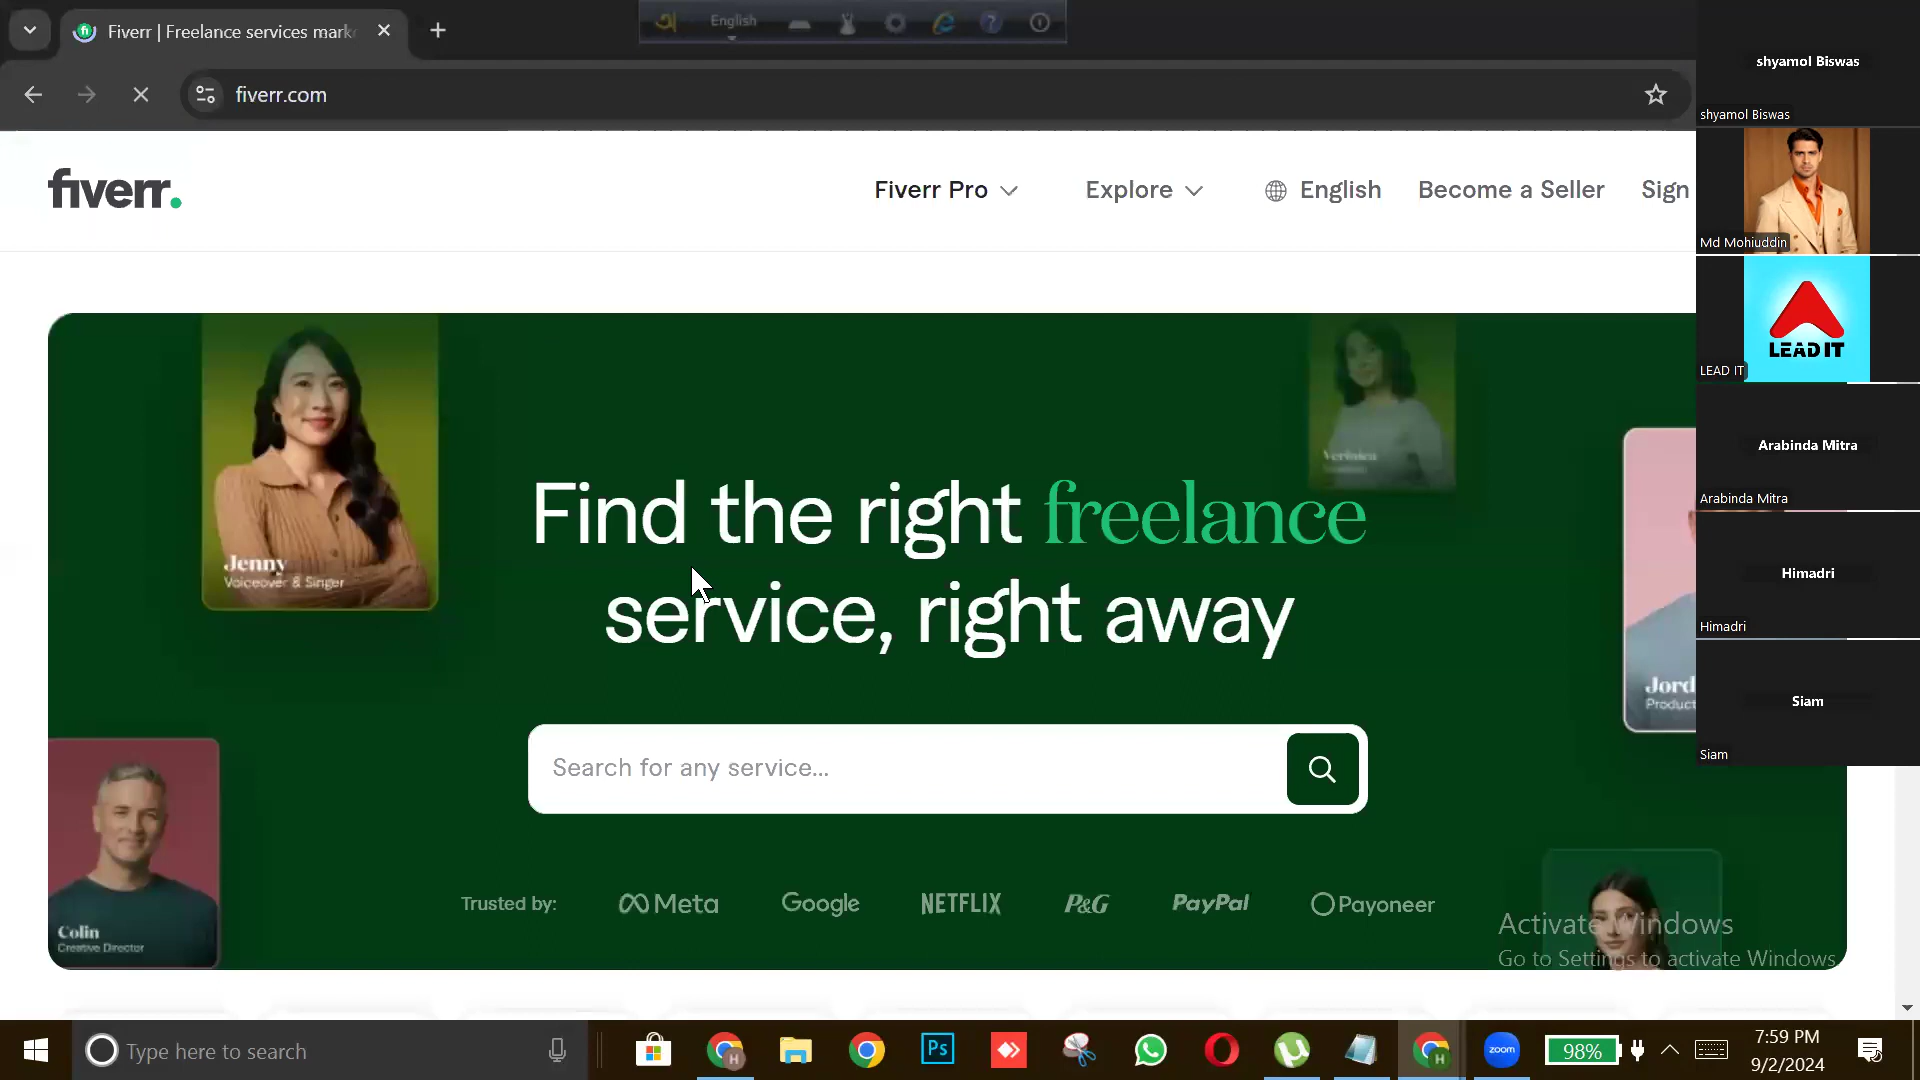 Fiverr | Freelance services mark
English
fiverr.com
fiverr.
Fiverr Pro
Explore
English
Become a Seller
Sign
Jenny
Voiceover & Singer
Find the right freelance
service, right away
Search for any service...
Trusted by:
Meta
Google
NETFLIX
P&G
PayPal
Payoneer
Colin
Creative Director
Jord
Product
Activate Windows
Go to Settings to activate Windows
shyamol Biswas
shyamol Biswas
Md Mohiuddin
LEAD IT
LEAD IT
Arabinda Mitra
Arabinda Mitra
Himadri
Himadri
Siam
Siam
Type here to search
Ps
H
H
zoom
98%
7:59 PM
9/2/2024